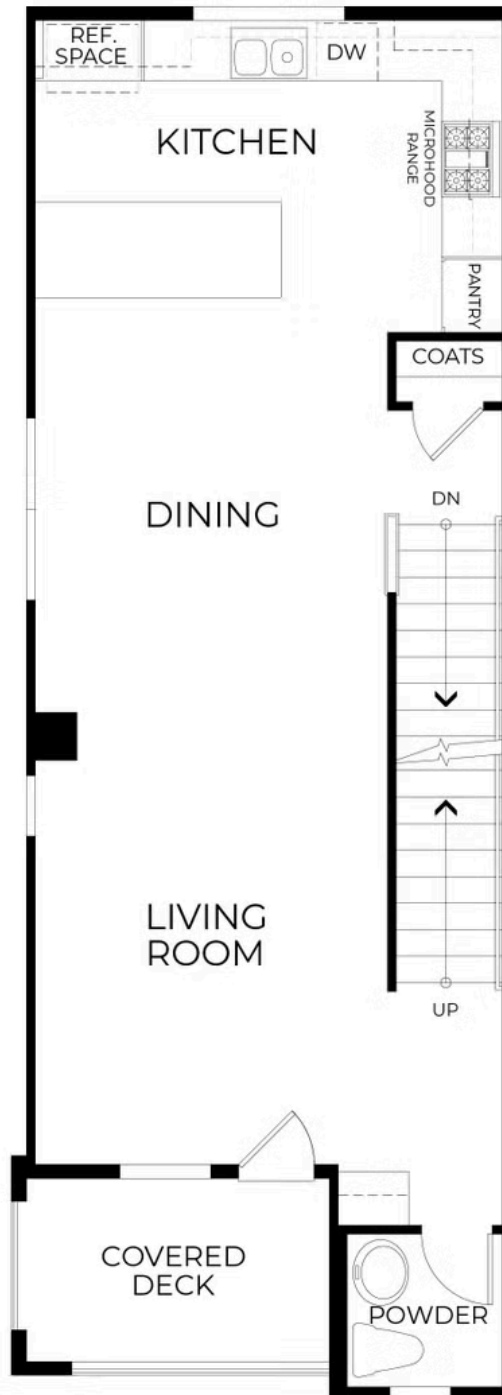 REF.
SPACE
DW
KITCHEN
MICROHOOD
RANGE
PANTRY
COATS
DN
DINING
LIVING
ROOM
UP
COVERED
DECK
POWDER